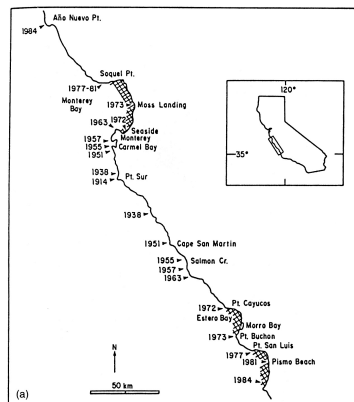 Año Nuevo Pt.
1984
120°
Soquel Pt.
1977-81
Monterey
Bay
1973
Moss Landing
1972
1963
Seaside
Monterey
1957
1955
Carmel Bay
1951
35°
1938
Pt. Sur
1914
1938
1951
Cape San Martin
1955
Salmon Cr.
1957
1963
1972
Pt. Cayucos
Estero Bay
Morro Bay
1973
Pt. Buchon
Pt. San Luis
1977
1981
Pismo Beach
1984
N
50 km
(a)